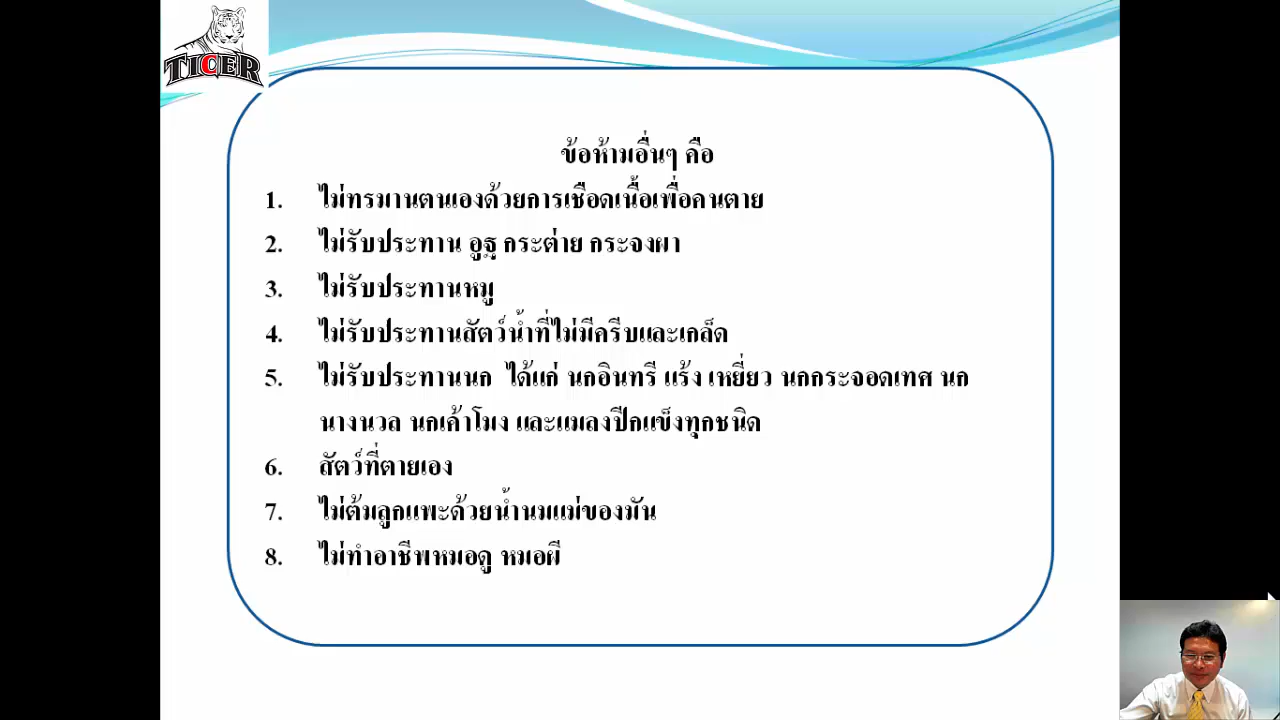 TICER
ข้อห้ามอื่นๆ คือ
1. ไม่ทรมานตนเองด้วยการเชือดเนื้อเพื่อคนตาย
2. ไม่รับประทาน อูฐ กระต่าย กระจงผา
3. ไม่รับประทานหมู
4. ไม่รับประทานสัตว์น้ำที่ไม่มีครีบและเกล็ด
5. ไม่รับประทานนก ได้แก่ นกอินทรี แร้ง เหยี่ยว นกกระจอดเทศ นก
นางนวล นกเค้าโมง และแมลงปีกแข็งทุกชนิด
6. สัตว์ที่ตายเอง
7. ไม่ต้มลูกแพะด้วยน้ำนมแม่ของมัน
8. ไม่ทำอาชีพหมอดู หมอผี